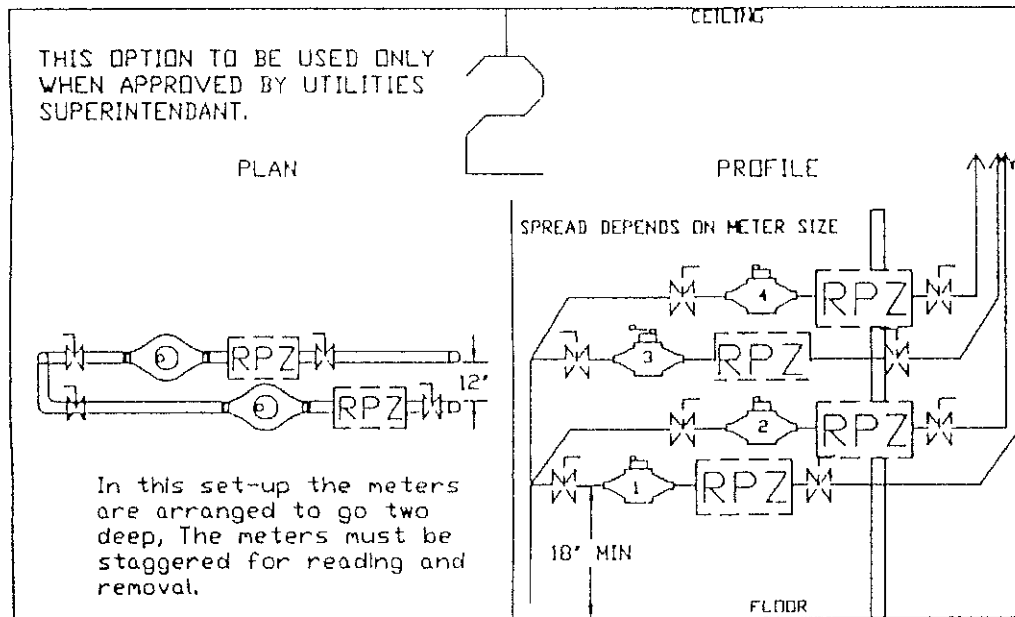 CEILING
THIS OPTION TO BE USED ONLY
WHEN APPROVED BY UTILITIES
SUPERINTENDANT.
PLAN
PROFILE
SPREAD DEPENDS ON METER SIZE
4
RPZ
3
RPZ
RPZ
12'
RPZ
2
RPZ
1
RPZ
In this set-up the meters
are arranged to go two
deep, The meters must be
staggered for reading and
removal.
18' MIN
FLOOR